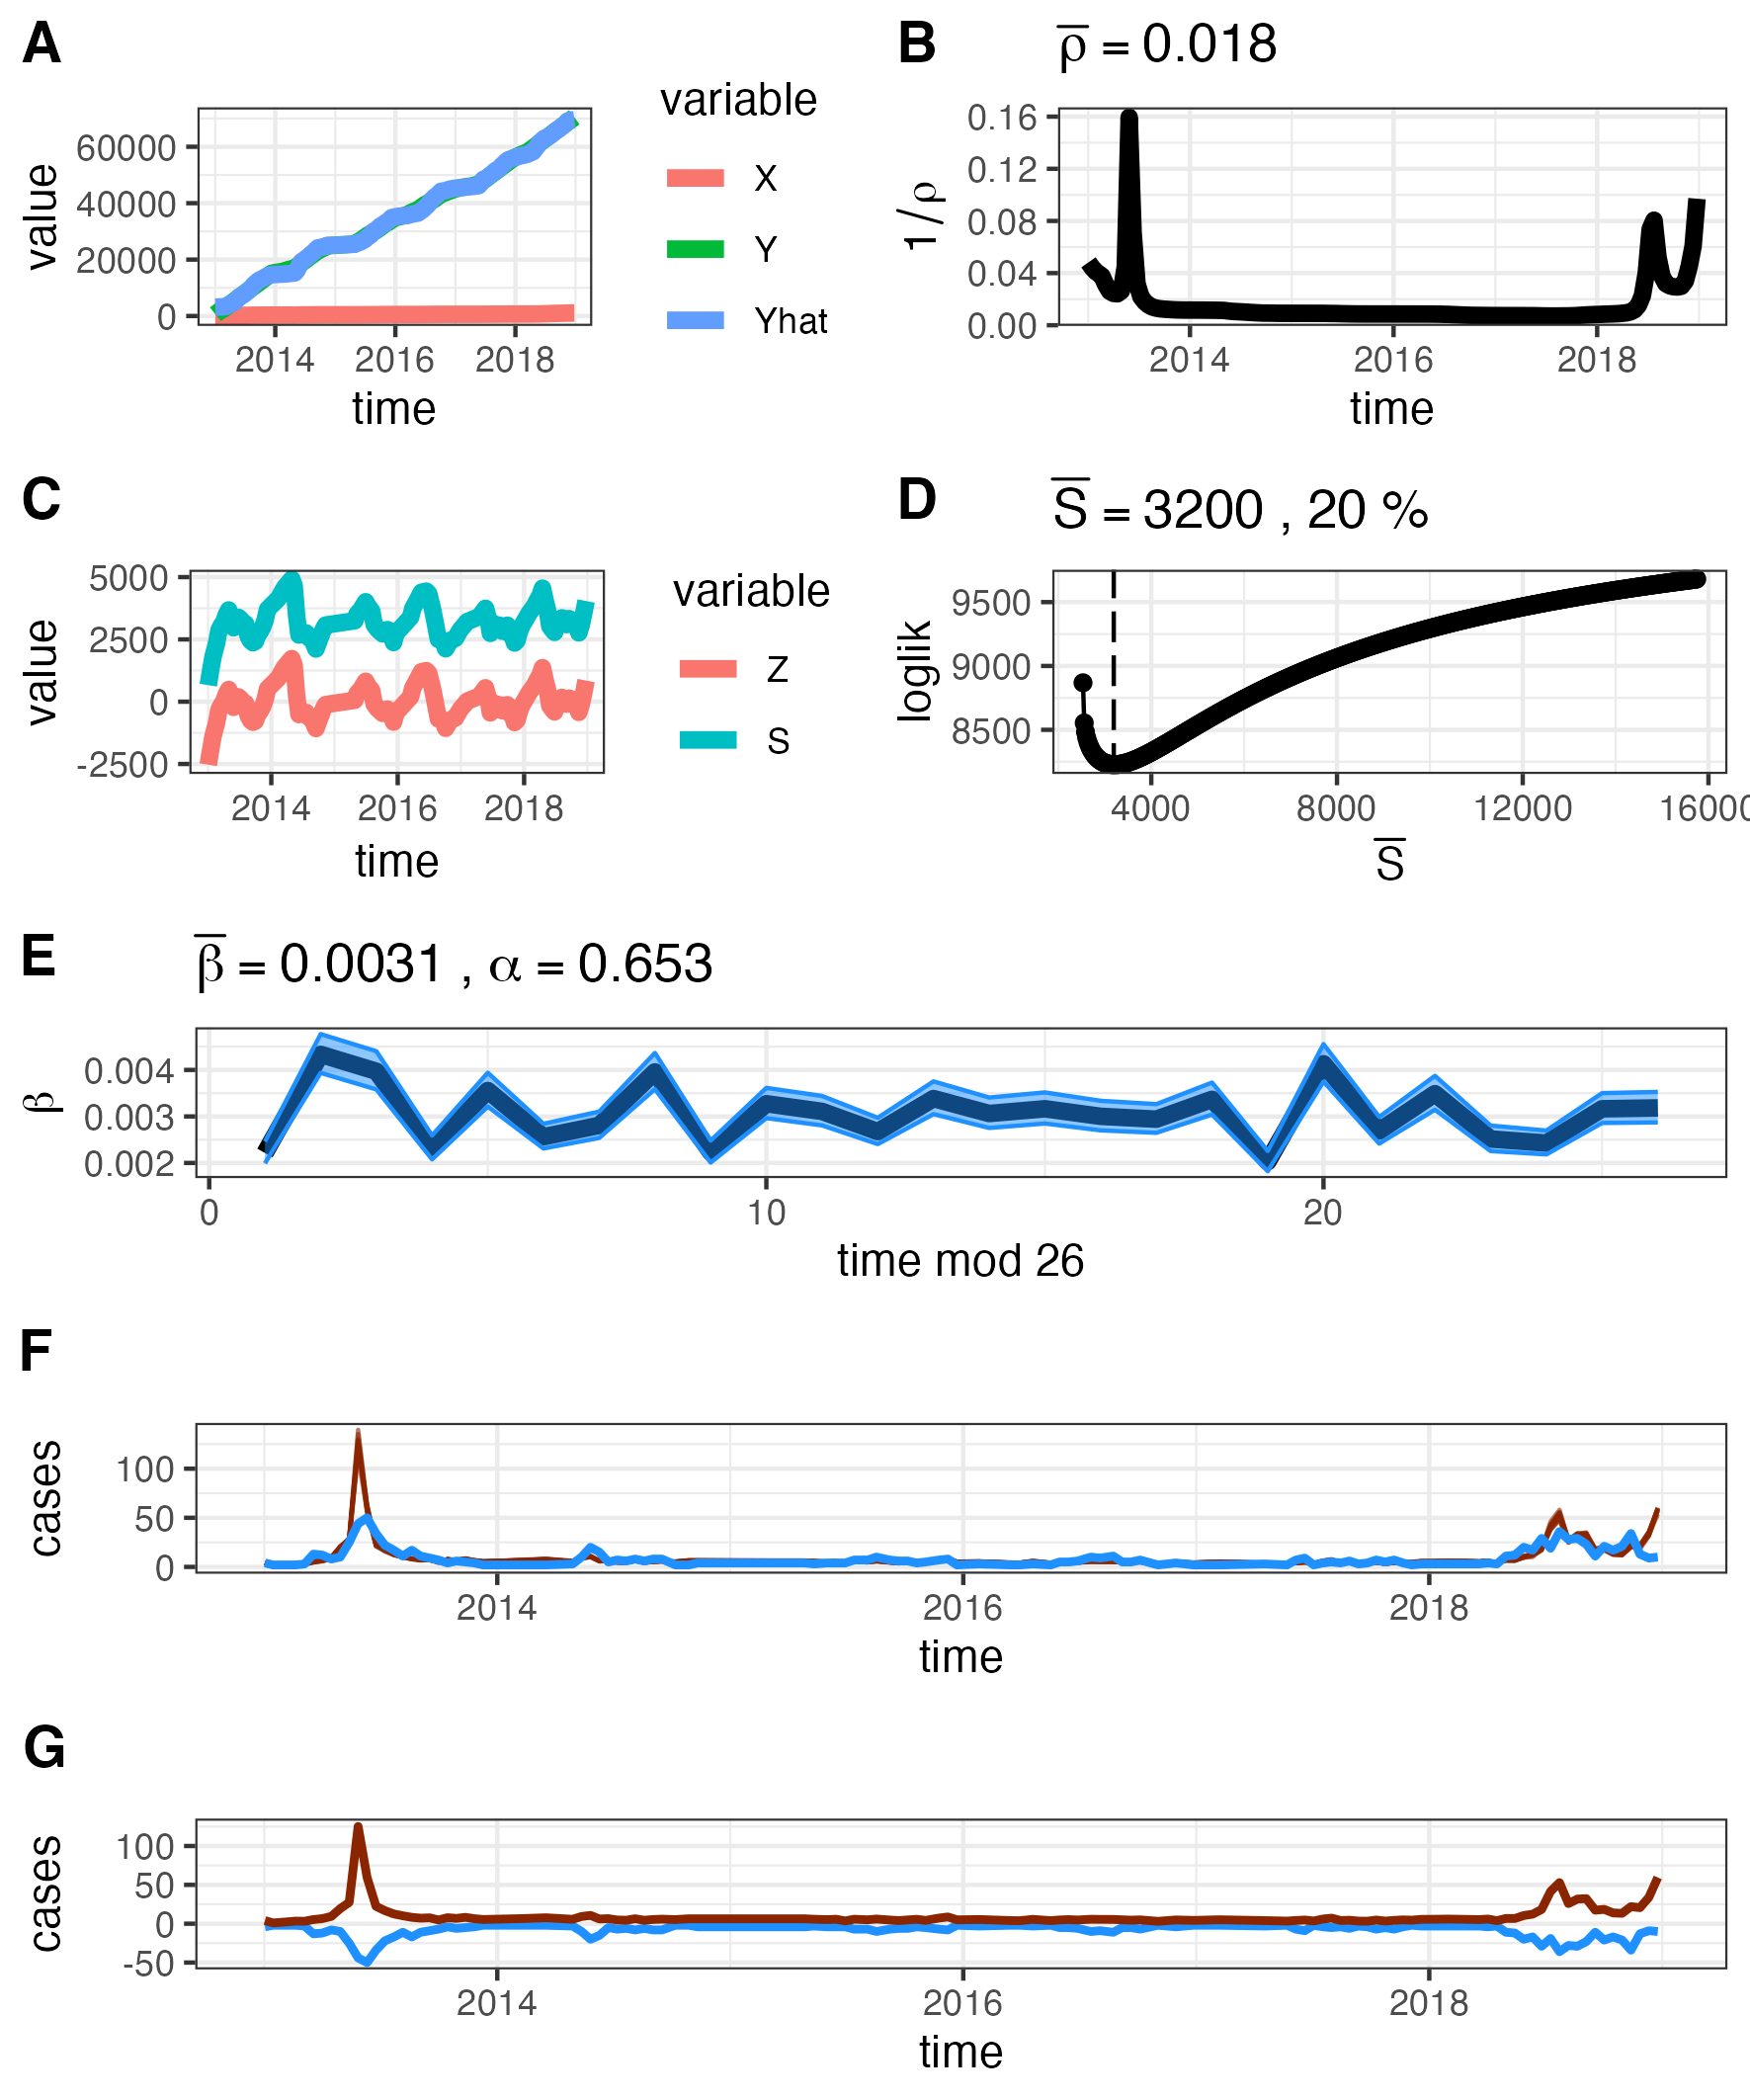 A
60000
40000
20000
0
value
2014 2016 2018
time
variable
X
Y
Yhat
B
ρ̅ = 0.018
0.16
0.12
0.08
0.04
0.00
1/ρ
2014 2016 2018
time
C
5000
2500
0
-2500
value
2014 2016 2018
time
variable
Z
S
D
S̅ = 3200 , 20 %
9500
9000
8500
loglik
4000 8000 12000 1600
S̅
E
β̅ = 0.0031 , α = 0.653
0.004
0.003
0.002
β
0 10 20
time mod 26
F
100
50
0
cases
2014 2016 2018
time
G
100
50
0
-50
cases
2014 2016 2018
time